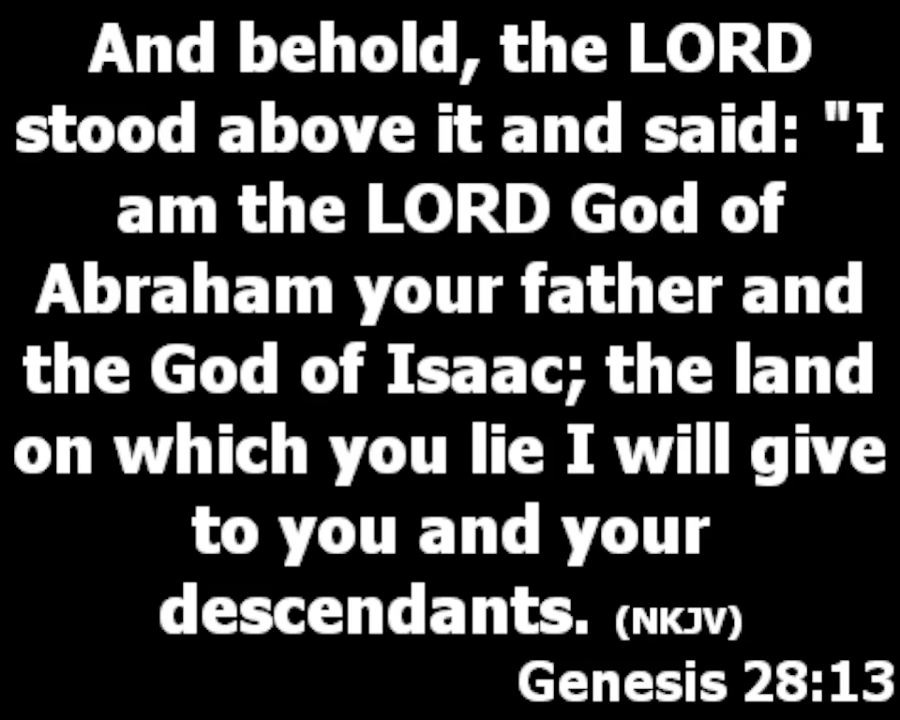 And behold, the LORD
stood above it and said: "I
am the LORD God of
Abraham your father and
the God of Isaac; the land
on which you lie I will give
to you and your
descendants. (NKJV)
Genesis 28:13